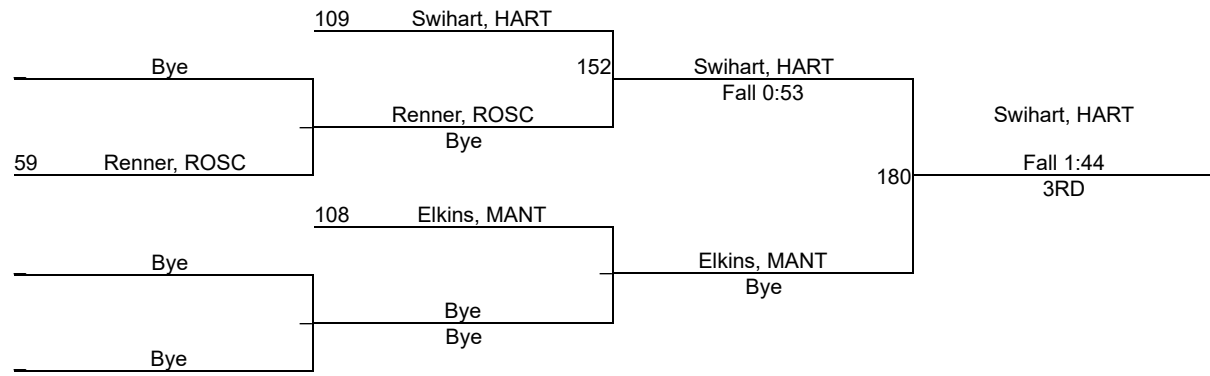 109 Swihart, HART
Bye
152 Swihart, HART
Fall 0:53
Renner, ROSC
Bye
Swihart, HART
59 Renner, ROSC
Fall 1:44
180
3RD
108 Elkins, MANT
Bye
Elkins, MANT
Bye
Bye
Bye
Bye